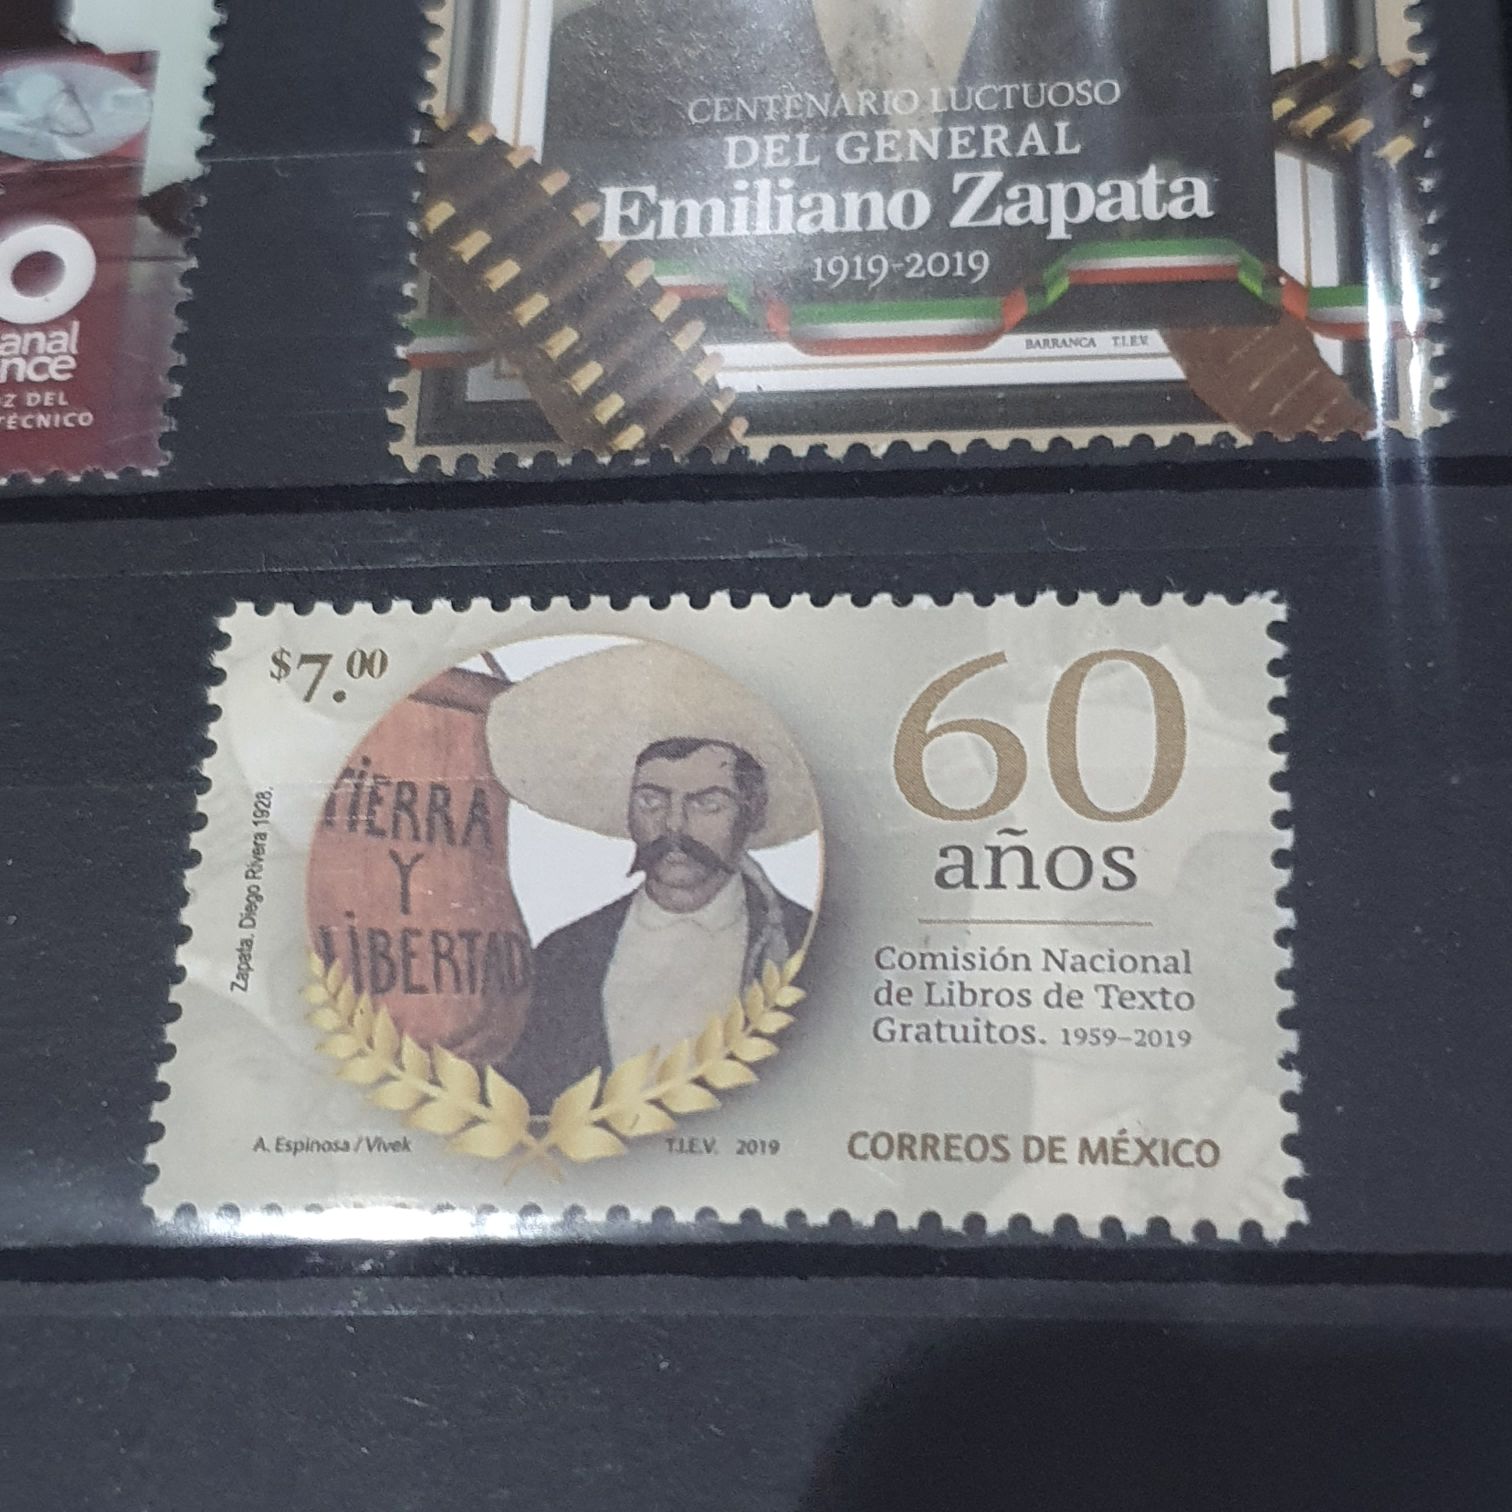 CENTENARIO LUCTUOSO
DEL GENERAL
Emiliano Zapata
1919-2019
BARRANCA T.I.E.V.
O
anal
nce
Z DEL
TÉCNICO
$7.00
TIERRA
Y
LIBERTAD
Zapata. Diego Rivera 1928.
60
años
Comisión Nacional
de Libros de Texto
Gratuitos. 1959-2019
A. Espinosa / Vivek
T.I.E.V. 2019
CORREOS DE MÉXICO